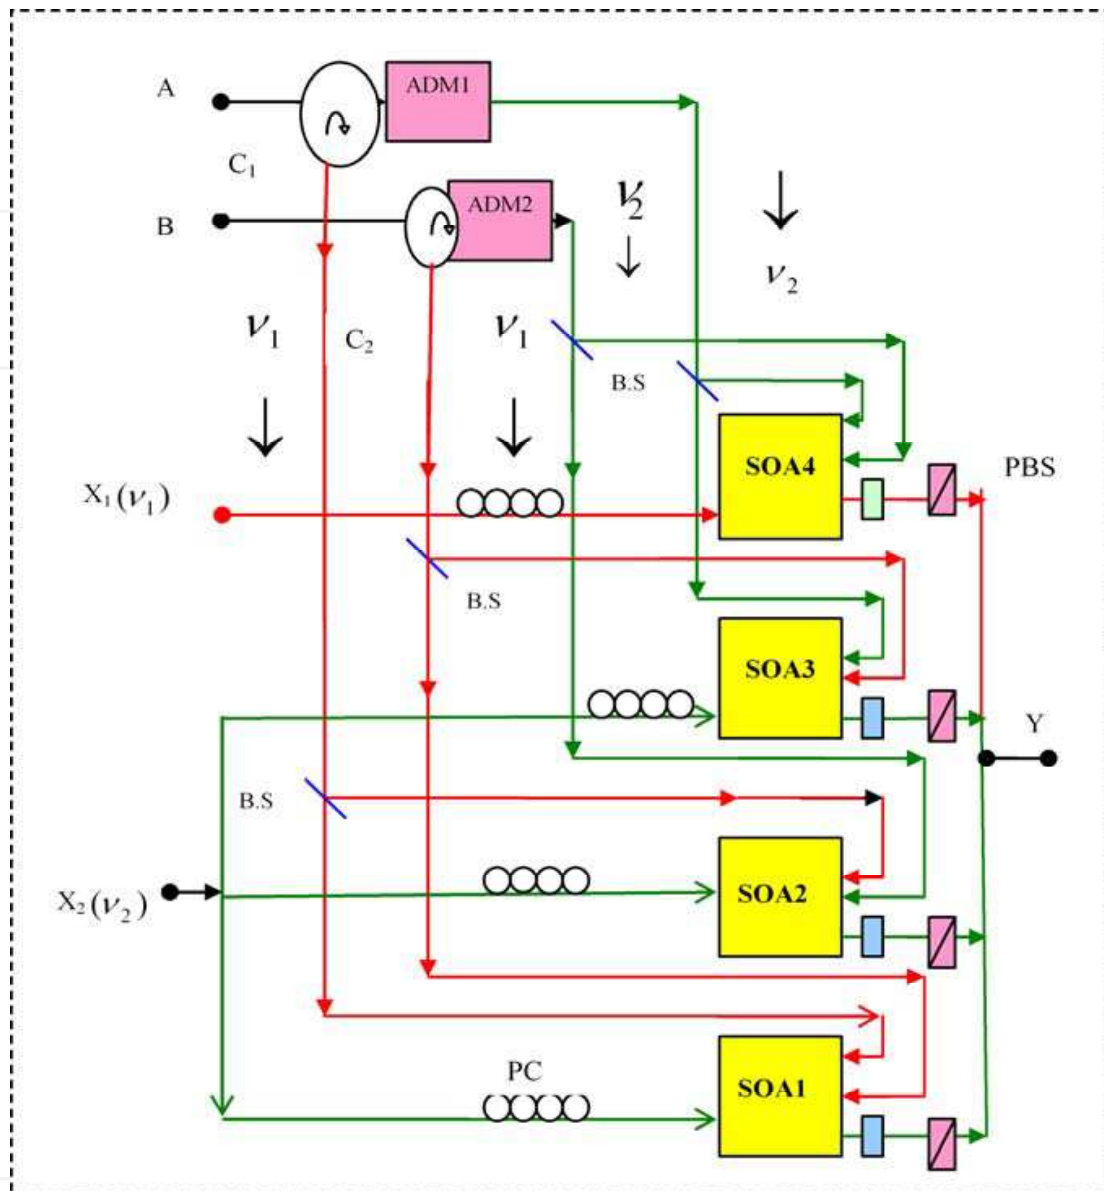 A
ADM1
C₁
B
ADM2
ν₂
ν₂
ν₁
C₂
ν₁
B.S
X₁(ν₁)
SOA4
PBS
B.S
SOA3
Y
B.S
X₂(ν₂)
SOA2
PC
SOA1